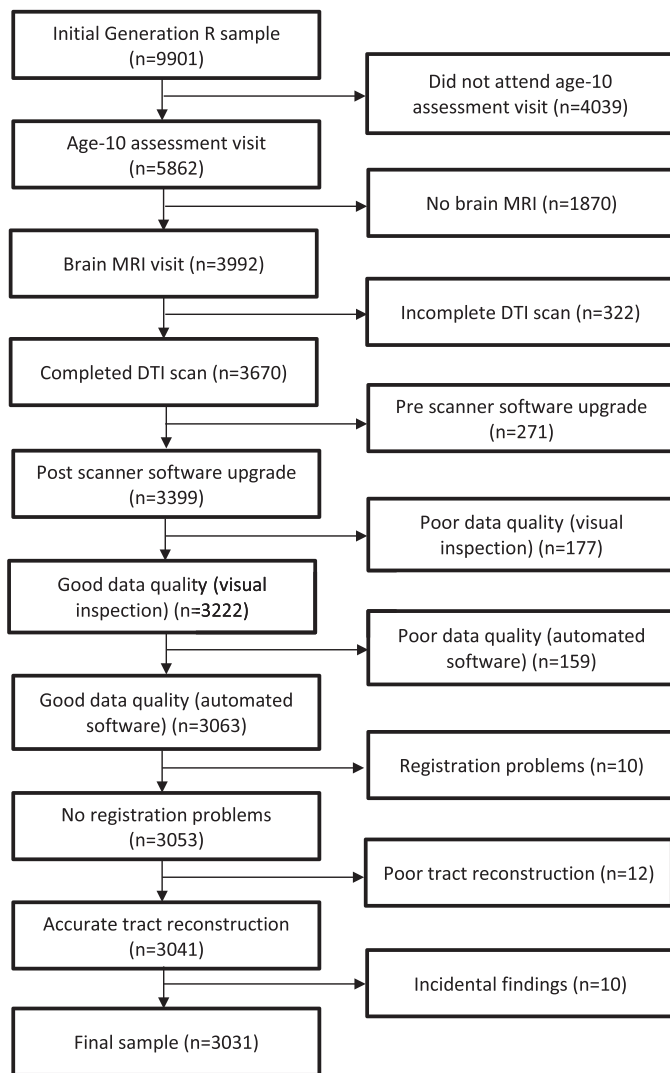 Initial Generation R sample
(n=9901)
Did not attend age-10
assessment visit (n=4039)
Age-10 assessment visit
(n=5862)
No brain MRI (n=1870)
Brain MRI visit (n=3992)
Incomplete DTI scan (n=322)
Completed DTI scan (n=3670)
Pre scanner software upgrade
(n=271)
Post scanner software upgrade
(n=3399)
Poor data quality (visual
inspection) (n=177)
Good data quality (visual
inspection) (n=3222)
Poor data quality (automated
software) (n=159)
Good data quality (automated
software) (n=3063)
Registration problems (n=10)
No registration problems
(n=3053)
Poor tract reconstruction (n=12)
Accurate tract reconstruction
(n=3041)
Incidental findings (n=10)
Final sample (n=3031)